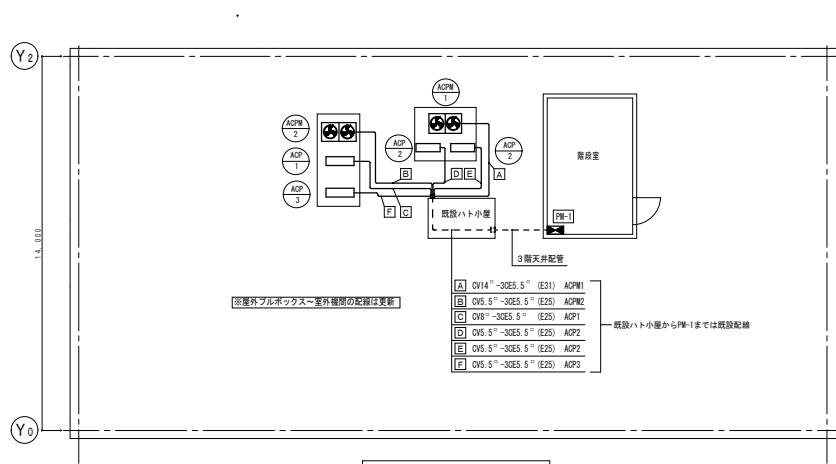 Y2
ACPM
1
ACPM
2
ACP
2
ACP
2
ACP
1
階段室
B
D
E
A
ACP
3
F
C
既設ハト小屋
PM-1
14,000
3階天井配管
A CV14□-3CE5.5□ (E31) ACPM1
※屋外プルボックス～室外機間の配線は更新
B CV5.5□-3CE5.5□ (E25) ACPM2
C CV8□-3CE5.5□ (E25) ACP1
既設ハト小屋からPM-1までは既設配線
D CV5.5□-3CE5.5□ (E25) ACP2
E CV5.5□-3CE5.5□ (E25) ACP2
F CV5.5□-3CE5.5□ (E25) ACP3
Y0